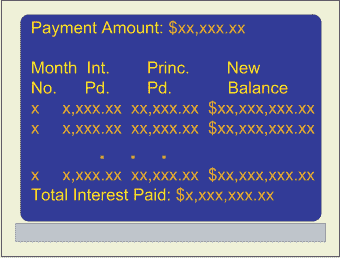 Payment Amount: $xx,xxx.xx
Month Int. Princ. New
No. Pd. Pd. Balance
x x,xxx.xx xx,xxx.xx $xx,xxx,xxx.xx
x x,xxx.xx xx,xxx.xx $xx,xxx,xxx.xx
. . .
x x,xxx.xx xx,xxx.xx $xx,xxx,xxx.xx
Total Interest Paid: $x,xxx,xxx.xx